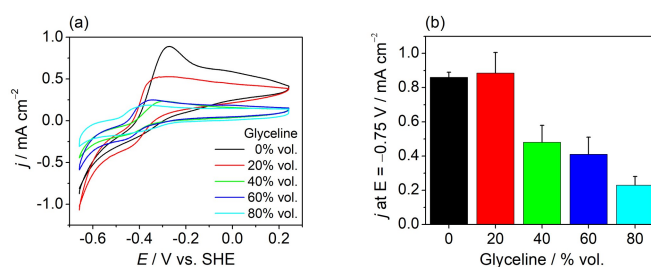 (a)
1.0
0.5
0.0
-0.5
-1.0
j / mA cm⁻²
-0.6
-0.4
-0.2
0.0
0.2
E / V vs. SHE
Glyceline
0% vol.
20% vol.
40% vol.
60% vol.
80% vol.
(b)
1.0
0.8
0.6
0.4
0.2
0.0
j at E = −0.75 V / mA cm⁻²
0
20
40
60
80
Glyceline / % vol.